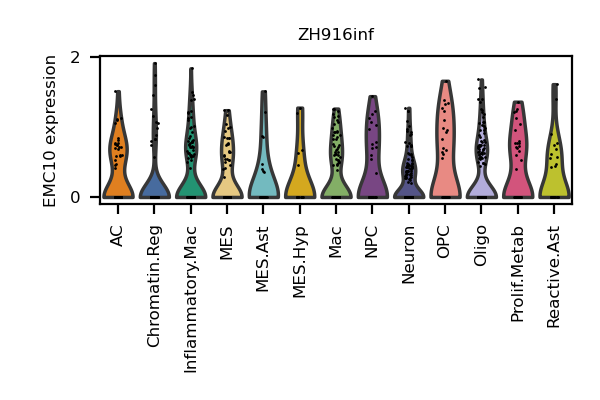 ZH916inf
EMC10 expression
2
0
AC
Chromatin.Reg
Inflammatory.Mac
MES
MES.Ast
MES.Hyp
Mac
NPC
Neuron
OPC
Oligo
Prolif.Metab
Reactive.Ast